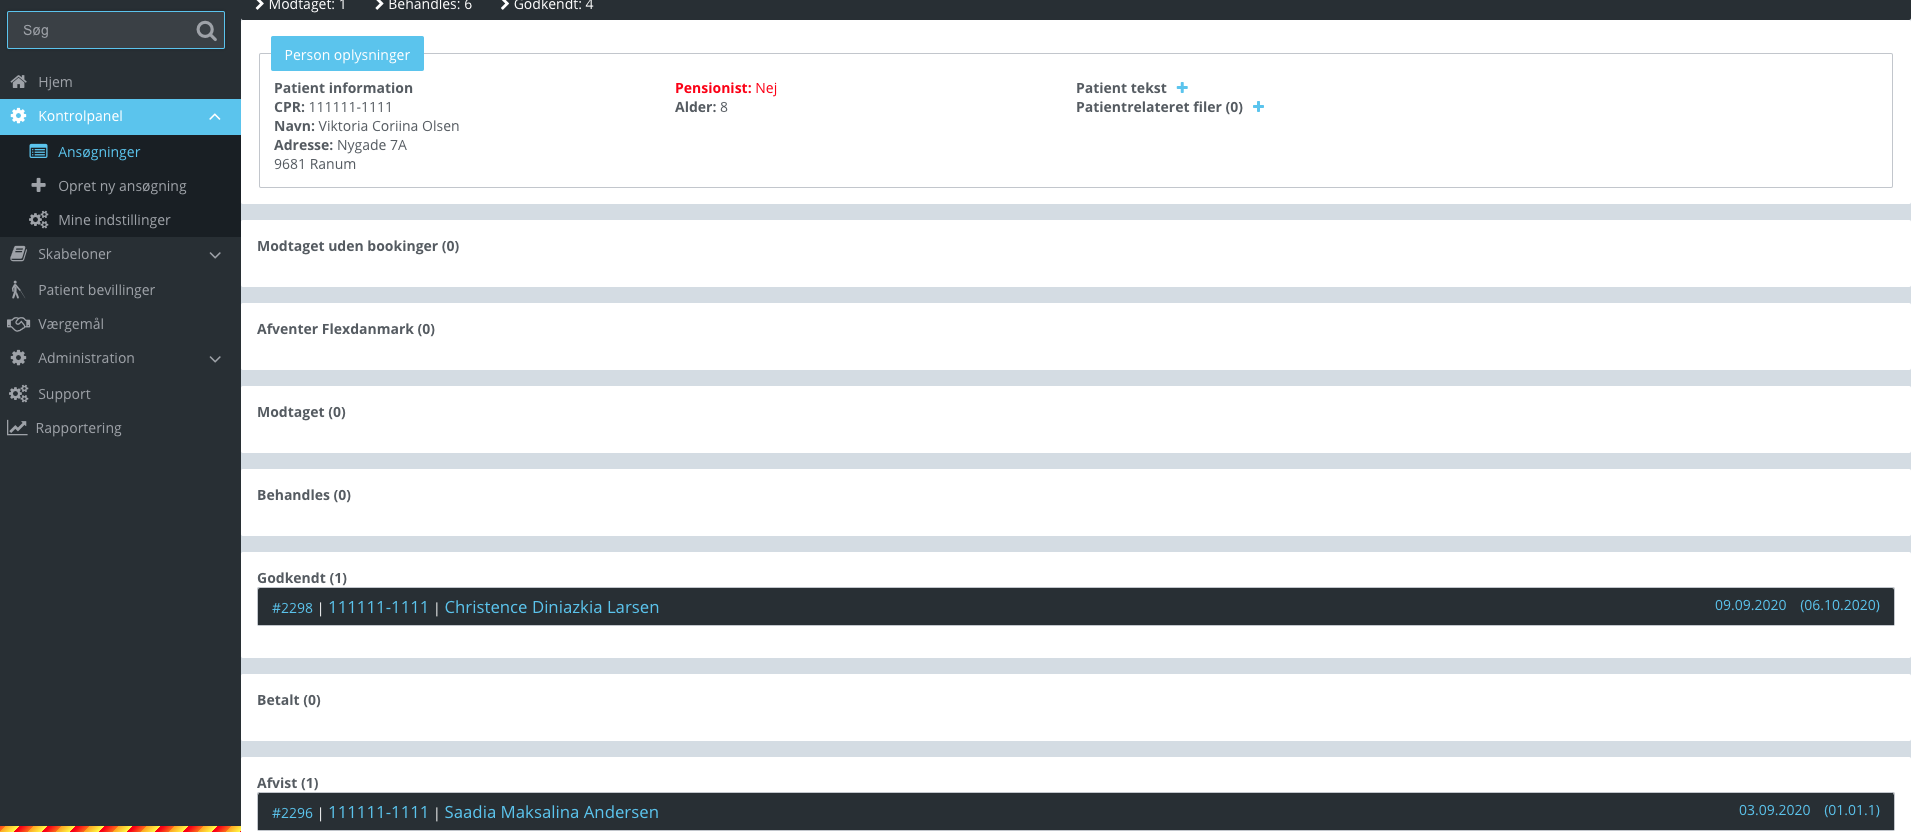 Modtaget: 1 Behandles: 6 Godkendt: 4
Søg
Hjem
Kontrolpanel
Ansøgninger
Opret ny ansøgning
Mine indstillinger
Skabeloner
Patient bevillinger
Værgemål
Administration
Support
Rapportering
Person oplysninger
Patient information
CPR: 111111-1111
Navn: Viktoria Coriina Olsen
Adresse: Nygade 7A
9681 Ranum
Pensionist: Nej
Alder: 8
Patient tekst
Patientrelateret filer (0)
Modtaget uden bookinger (0)
Afventer Flexdanmark (0)
Modtaget (0)
Behandles (0)
Godkendt (1)
#2298 | 111111-1111 | Christence Diniazkia Larsen 09.09.2020 (06.10.2020)
Betalt (0)
Afvist (1)
#2296 | 111111-1111 | Saadia Maksalina Andersen 03.09.2020 (01.01.1)